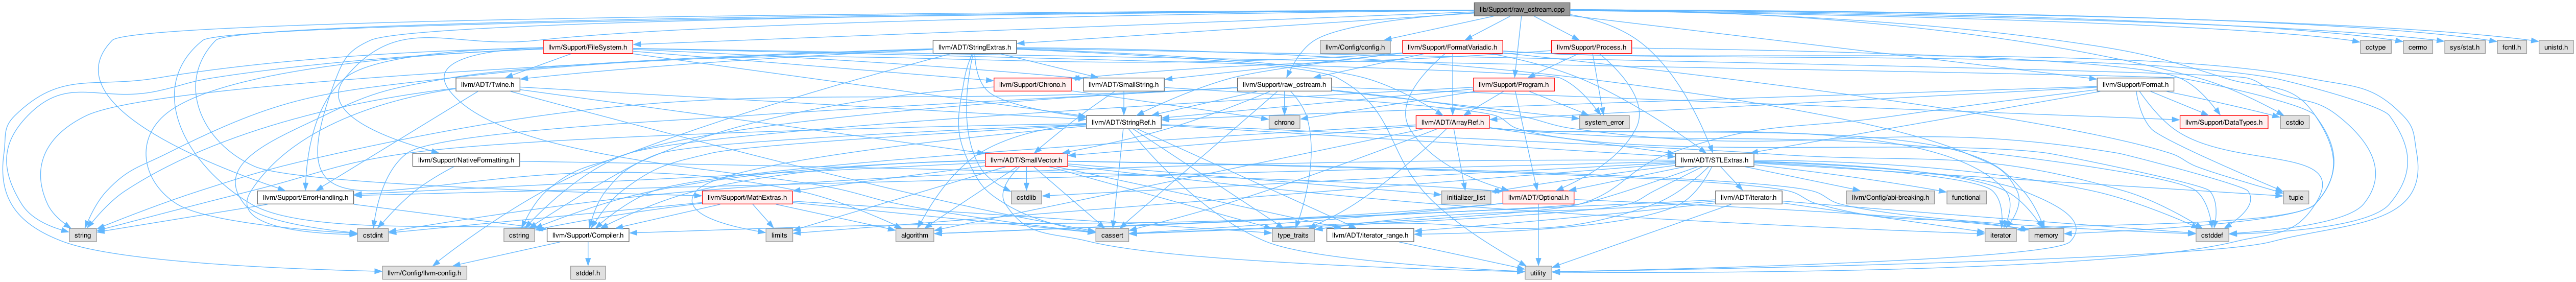 lib/Support/raw_ostream.cpp
llvm/Support/FileSystem.h
llvm/ADT/StringExtras.h
llvm/Config/config.h
llvm/Support/FormatVariadic.h
llvm/Support/Process.h
cctype
cerrno
sys/stat.h
fcntl.h
unistd.h
llvm/ADT/Twine.h
llvm/Support/Chrono.h
llvm/ADT/SmallString.h
llvm/Support/raw_ostream.h
llvm/Support/Program.h
llvm/Support/Format.h
llvm/ADT/StringRef.h
chrono
llvm/ADT/ArrayRef.h
system_error
llvm/Support/DataTypes.h
cstdio
llvm/Support/NativeFormatting.h
llvm/ADT/SmallVector.h
llvm/ADT/STLExtras.h
llvm/Support/ErrorHandling.h
llvm/Support/MathExtras.h
cstdlib
initializer_list
llvm/ADT/Optional.h
llvm/ADT/iterator.h
llvm/Config/abi-breaking.h
functional
tuple
string
cstdint
cstring
llvm/Support/Compiler.h
limits
algorithm
cassert
type_traits
llvm/ADT/iterator_range.h
iterator
memory
cstddef
llvm/Config/llvm-config.h
stddef.h
utility